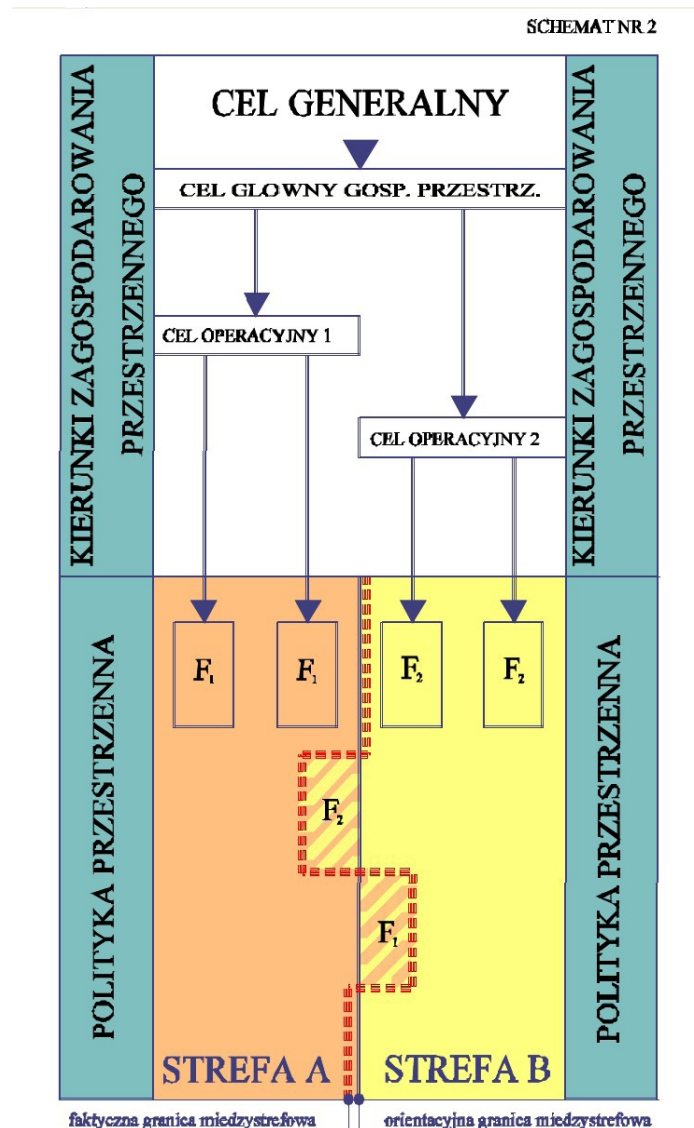 SCHEMAT NR 2
KIERUNKI ZAGOSPODAROWANIA
PRZESTRZENNEGO
CEL GENERALNY
CEL GLOWNY GOSP. PRZESTRZ.
CEL OPERACYJNY 1
CEL OPERACYJNY 2
KIERUNKI ZAGOSPODAROWANIA
PRZESTRZENNEGO
POLITYKA PRZESTRZENNA
F₁
F₁
F₂
F₂
F₂
F₁
STREFA A
STREFA B
POLITYKA PRZESTRZENNA
faktyczna granica miedzystrefowa
orientacyjna granica miedzystrefowa